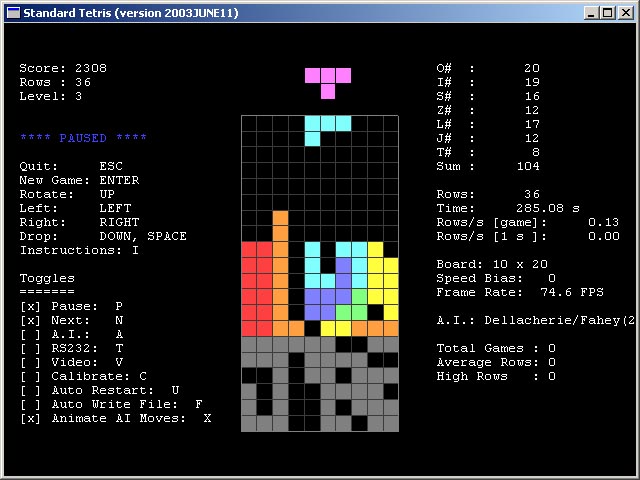 Standard Tetris (version 2003JUNE11)
Score: 2308
Rows : 36
Level: 3
**** PAUSED ****
Quit: ESC
New Game: ENTER
Rotate: UP
Left: LEFT
Right: RIGHT
Drop: DOWN, SPACE
Instructions: I
Toggles
=======
[x] Pause: P
[x] Next: N
[ ] A.I.: A
[ ] RS232: T
[ ] Video: V
[ ] Calibrate: C
[ ] Auto Restart: U
[ ] Auto Write File: F
[x] Animate AI Moves: X
O# : 20
I# : 19
S# : 16
Z# : 12
L# : 17
J# : 12
T# : 8
Sum : 104
Rows: 36
Time: 285.08 s
Rows/s [game]: 0.13
Rows/s [1 s ]: 0.00
Board: 10 x 20
Speed Bias: 0
Frame Rate: 74.6 FPS
A.I.: Dellacherie/Fahey(2
Total Games : 0
Average Rows: 0
High Rows : 0